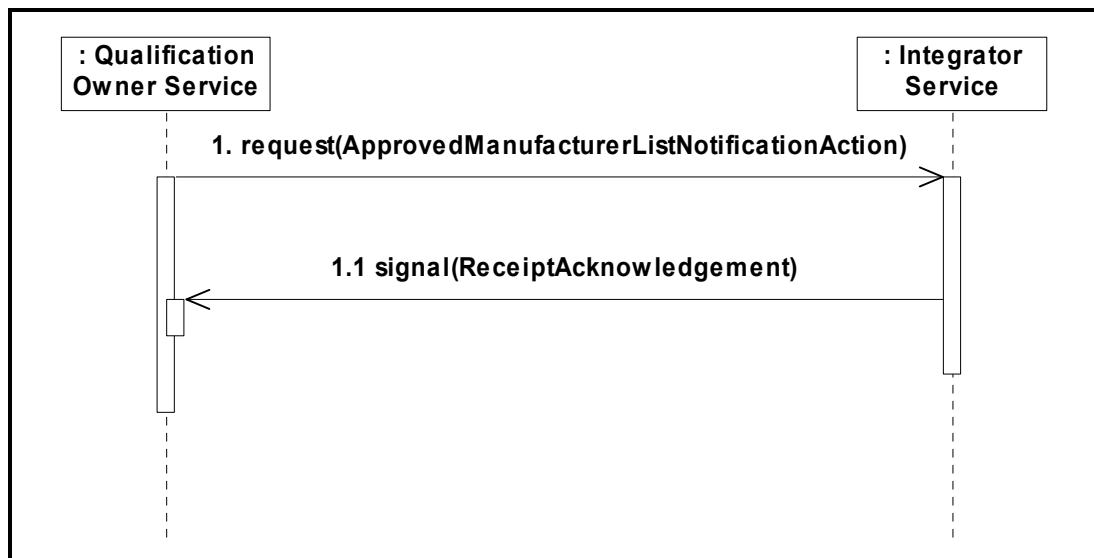 : Qualification
Owner Service
: Integrator
Service
1. request(ApprovedManufacturerListNotificationAction)
1.1 signal(ReceiptAcknowledgement)